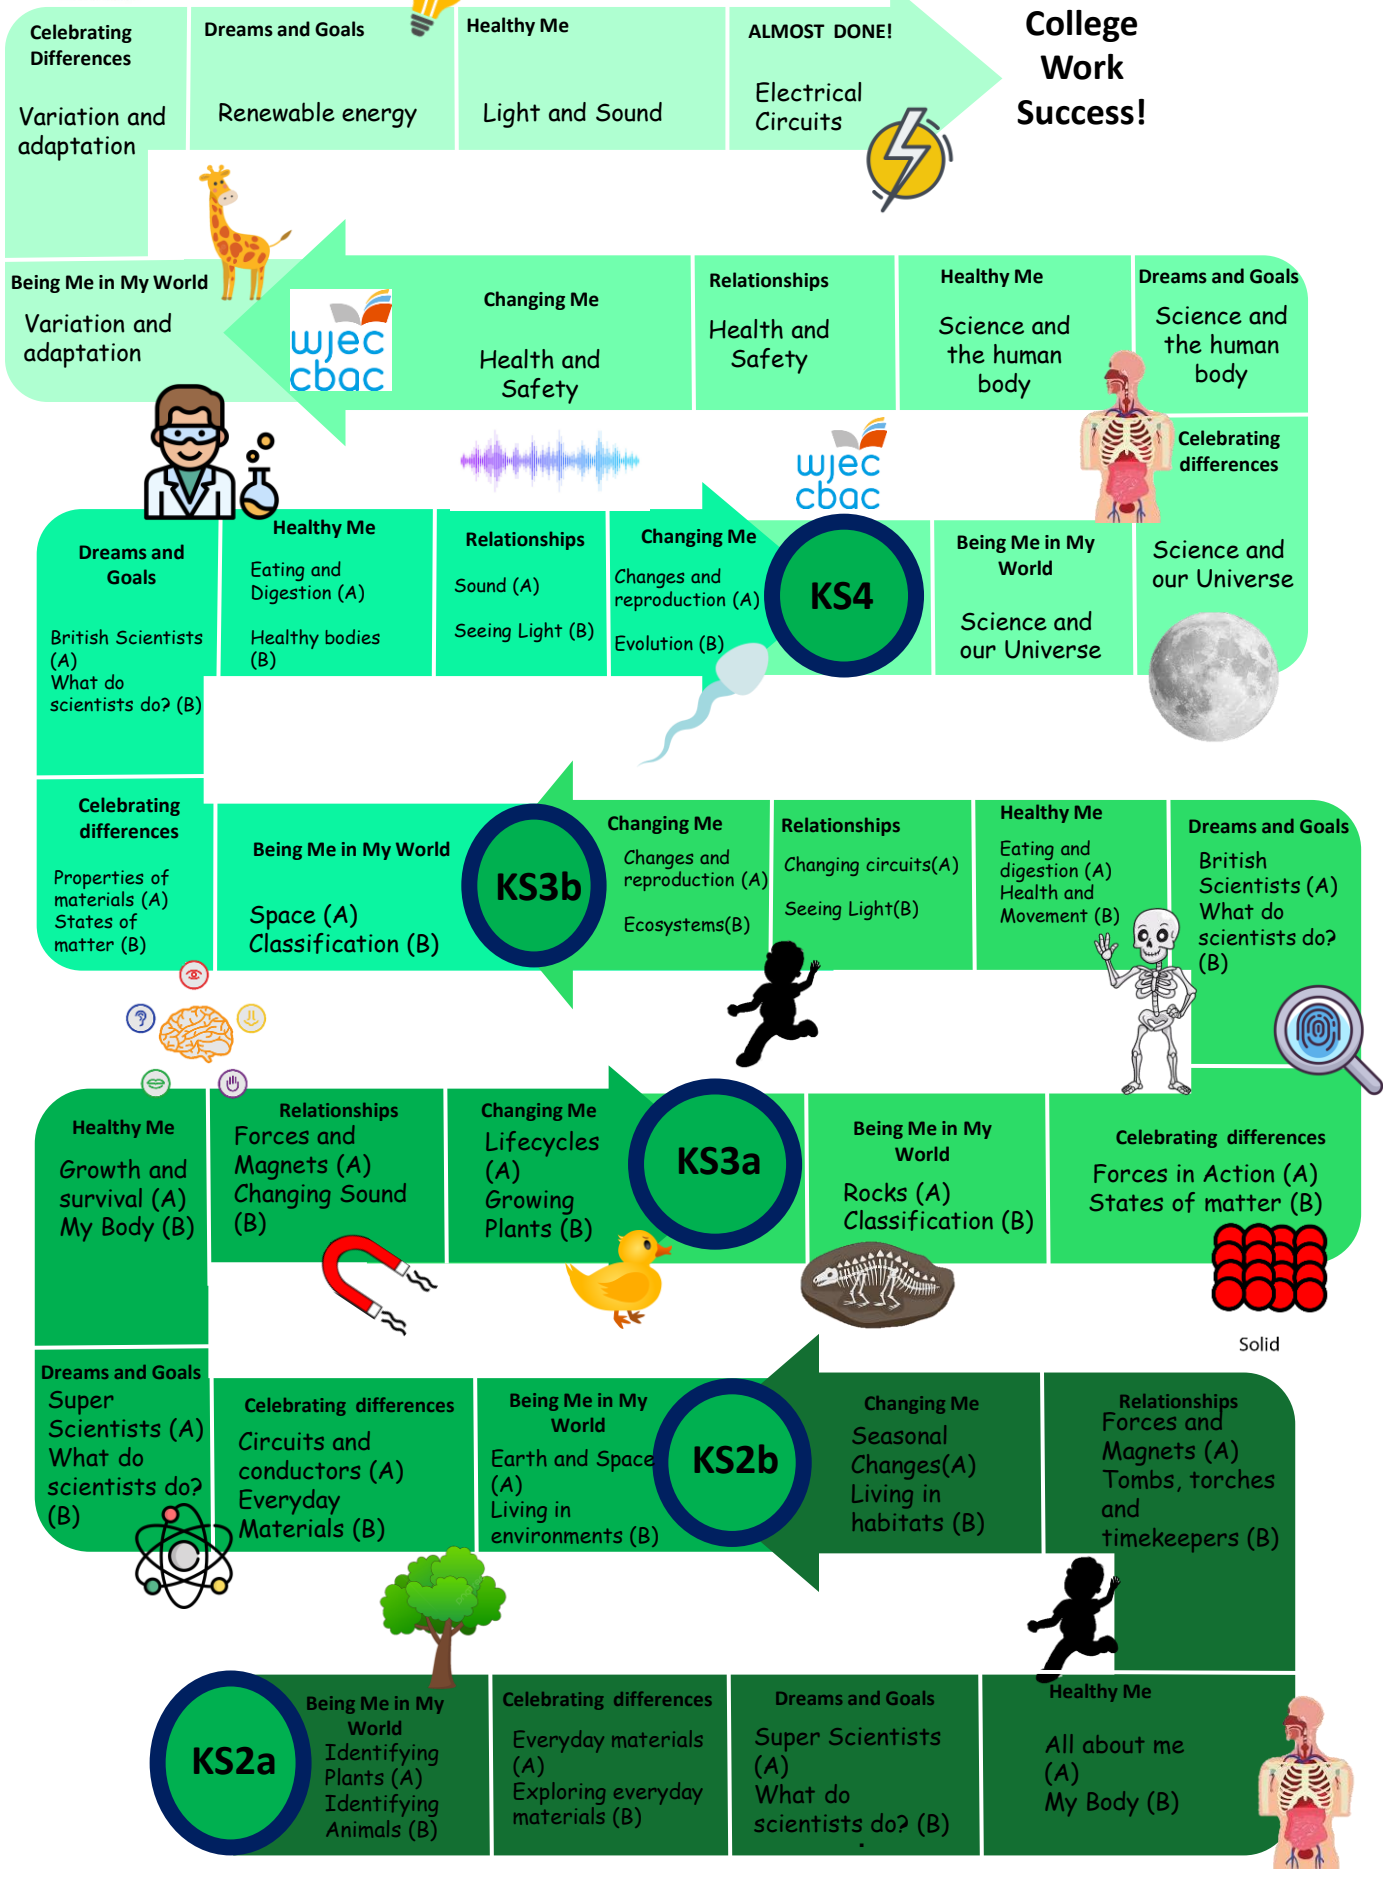 Celebrating
Differences
Variation and
adaptation
Dreams and Goals
Renewable energy
Healthy Me
Light and Sound
ALMOST DONE!
Electrical
Circuits
College
Work
Success!
Being Me in My World
Variation and
adaptation
wjec
cbac
Changing Me
Health and
Safety
Relationships
Health and
Safety
Healthy Me
Science and
the human
body
Dreams and Goals
Science and
the human
body
Celebrating
differences
Science and
our Universe
wjec
cbac
Dreams and
Goals
British Scientists
(A)
What do
scientists do? (B)
Healthy Me
Eating and
Digestion (A)
Healthy bodies
(B)
Relationships
Sound (A)
Seeing Light (B)
Changing Me
Changes and
reproduction (A)
Evolution (B)
KS4
Being Me in My
World
Science and
our Universe
Celebrating
differences
Properties of
materials (A)
States of
matter (B)
Being Me in My World
Space (A)
Classification (B)
KS3b
Changing Me
Changes and
reproduction (A)
Ecosystems(B)
Relationships
Changing circuits(A)
Seeing Light(B)
Healthy Me
Eating and
digestion (A)
Health and
Movement (B)
Dreams and Goals
British
Scientists (A)
What do
scientists do?
(B)
Healthy Me
Growth and
survival (A)
My Body (B)
Relationships
Forces and
Magnets (A)
Changing Sound
(B)
Changing Me
Lifecycles
(A)
Growing
Plants (B)
KS3a
Being Me in My
World
Rocks (A)
Classification (B)
Celebrating differences
Forces in Action (A)
States of matter (B)
Solid
Dreams and Goals
Super
Scientists (A)
What do
scientists do?
(B)
Celebrating differences
Circuits and
conductors (A)
Everyday
Materials (B)
Being Me in My
World
Earth and Space
(A)
Living in
environments (B)
KS2b
Changing Me
Seasonal
Changes(A)
Living in
habitats (B)
Relationships
Forces and
Magnets (A)
Tombs, torches
and
timekeepers (B)
KS2a
Being Me in My
World
Identifying
Plants (A)
Identifying
Animals (B)
Celebrating differences
Everyday materials
(A)
Exploring everyday
materials (B)
Dreams and Goals
Super Scientists
(A)
What do
scientists do? (B)
Healthy Me
All about me
(A)
My Body (B)